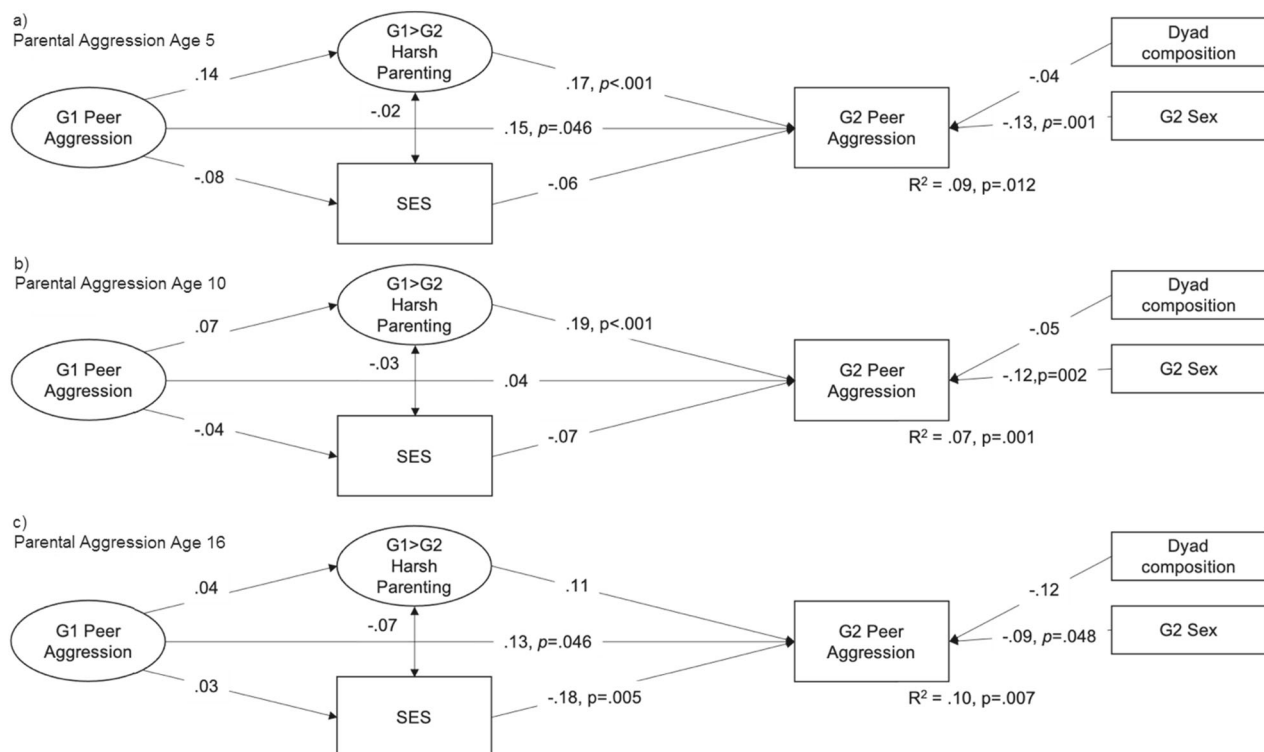 a)
Parental Aggression Age 5
G1 Peer
Aggression
.14
-.08
G1>G2
Harsh
Parenting
-.02
SES
.17, p<.001
.15, p=.046
-.06
G2 Peer
Aggression
Dyad
composition
-.04
-.13, p=.001
G2 Sex
R² = .09, p=.012
b)
Parental Aggression Age 10
G1 Peer
Aggression
.07
-.04
G1>G2
Harsh
Parenting
-.03
SES
.19, p<.001
.04
-.07
G2 Peer
Aggression
Dyad
composition
-.05
-.12,p=002
G2 Sex
R² = .07, p=.001
c)
Parental Aggression Age 16
G1 Peer
Aggression
.04
.03
G1>G2
Harsh
Parenting
-.07
SES
.11
.13, p=.046
-.18, p=.005
G2 Peer
Aggression
Dyad
composition
-.12
-.09, p=.048
G2 Sex
R² = .10, p=.007